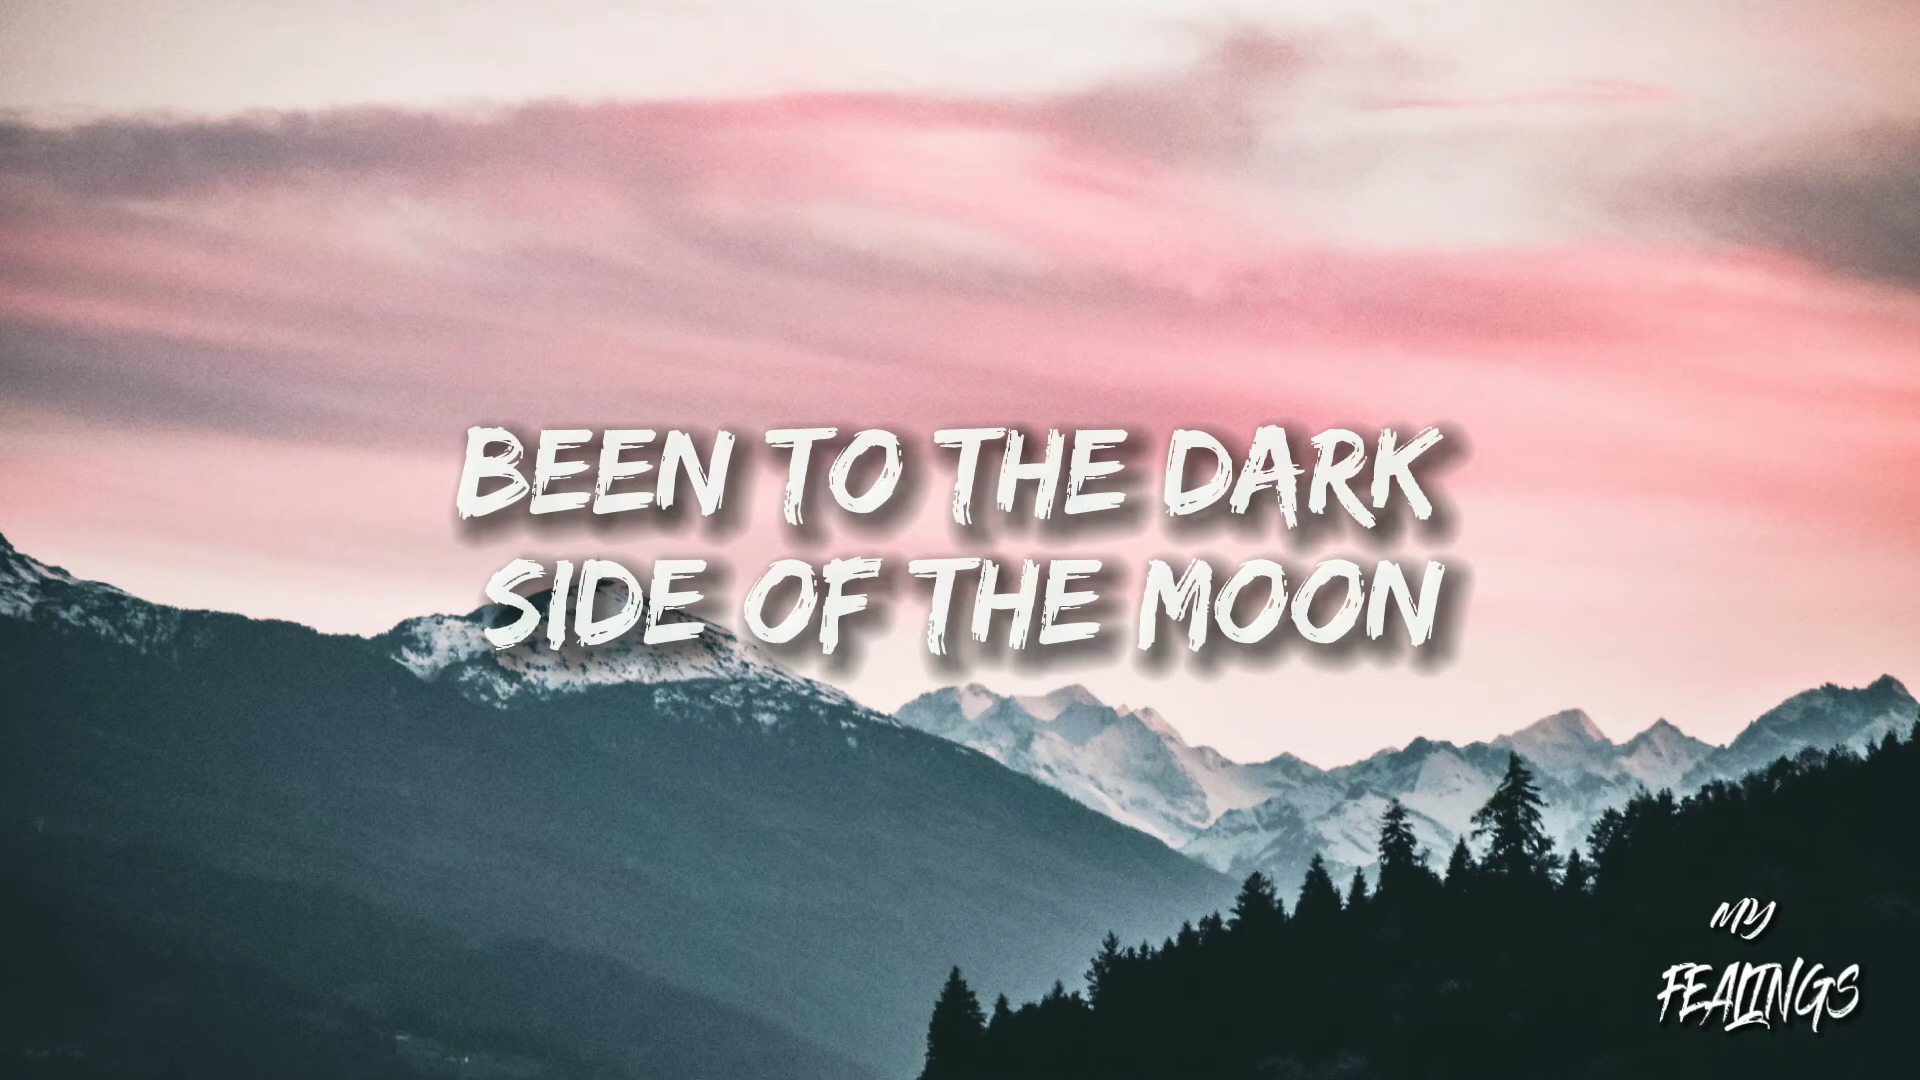 BEEN TO THE DARK
SIDE OF THE MOON
MY
FEALINGS